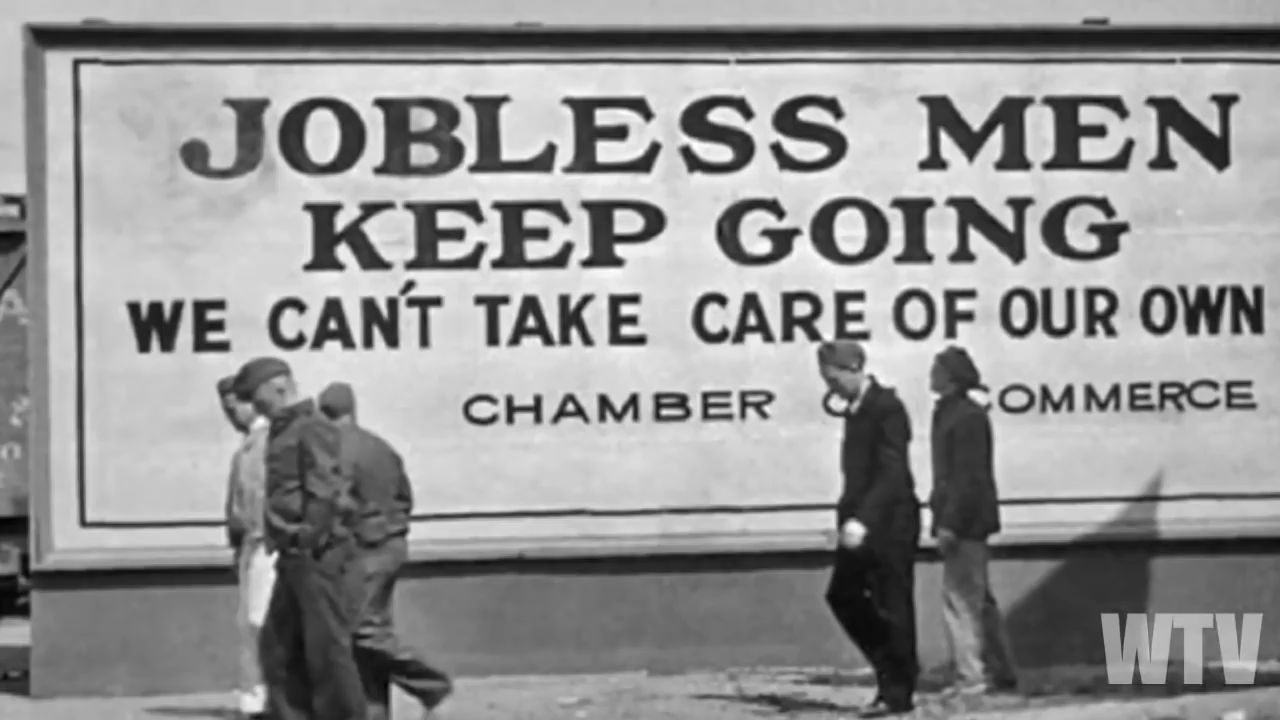 JOBLESS MEN
KEEP GOING
WE CAN'T TAKE CARE OF OUR OWN
CHAMBER COMMERCE
WTV